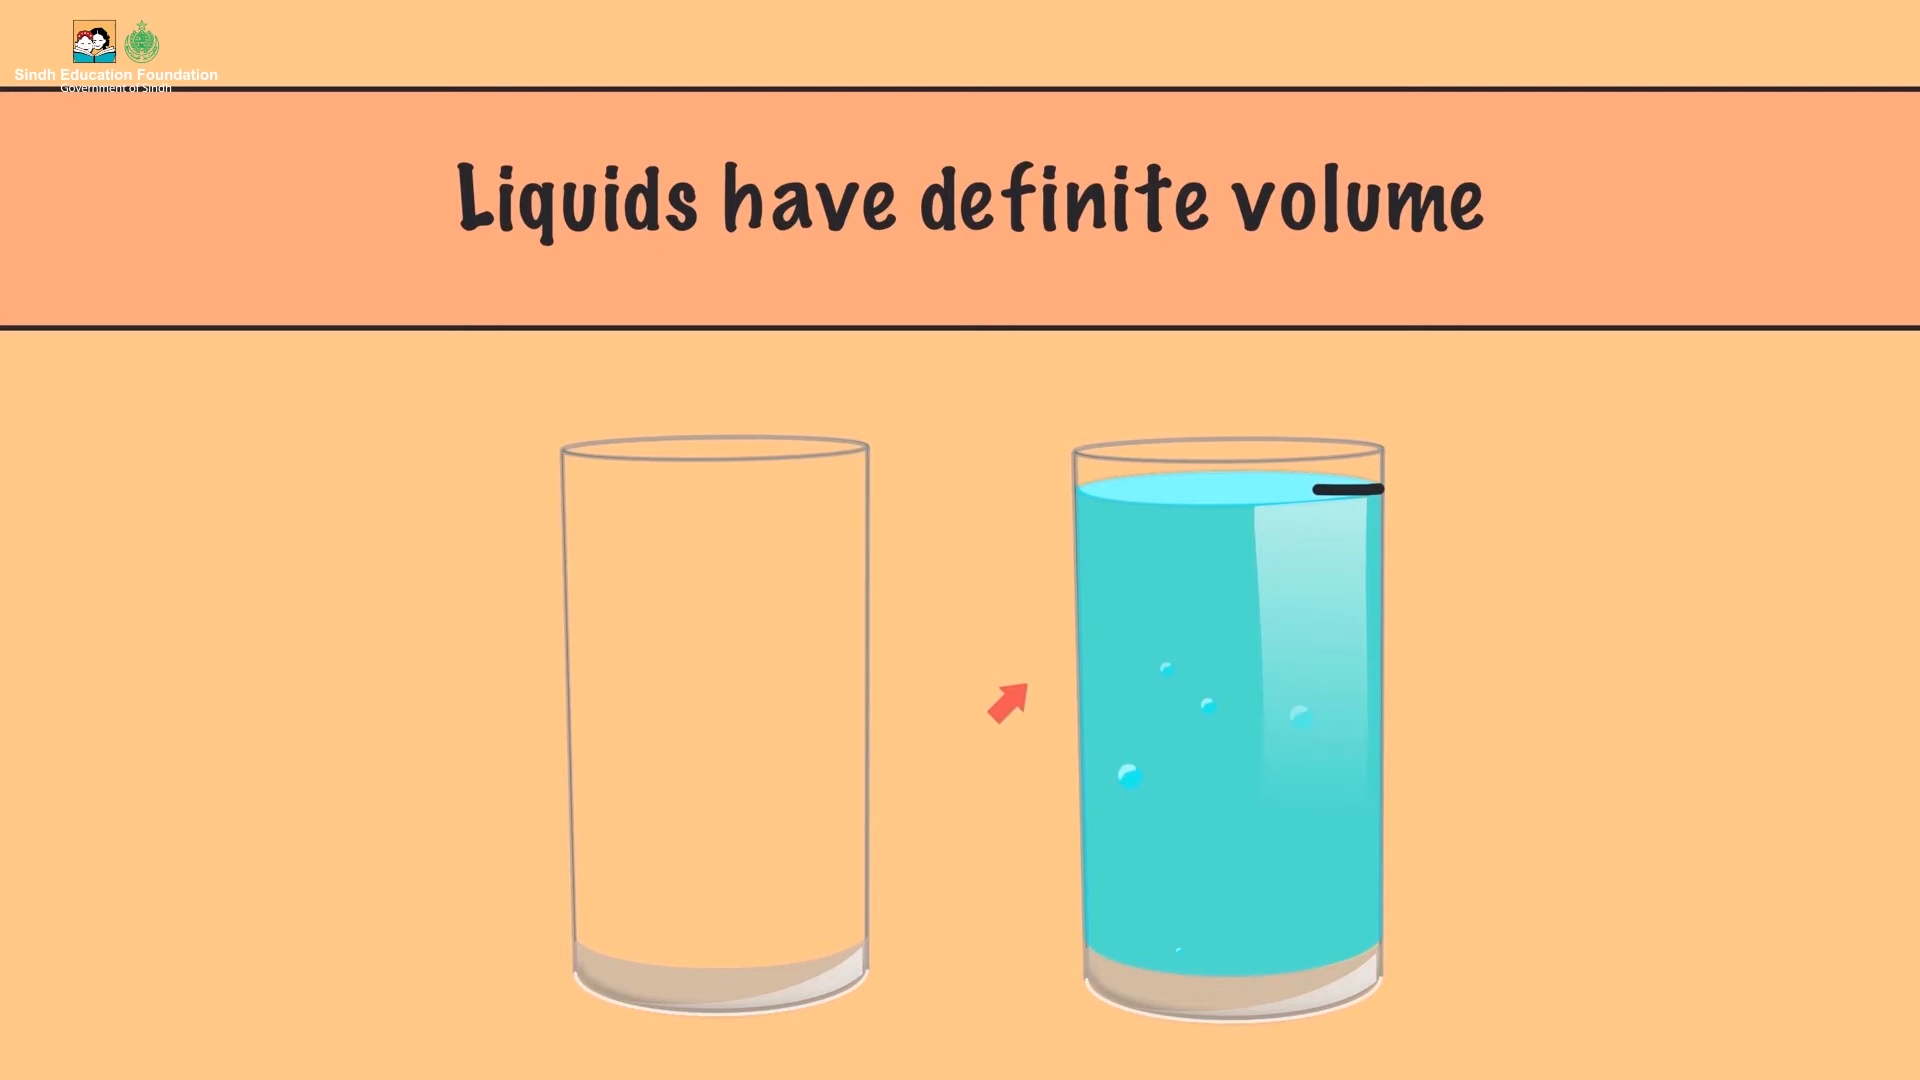 Sindh Education Foundation
Government of Sindh
Liquids have definite volume